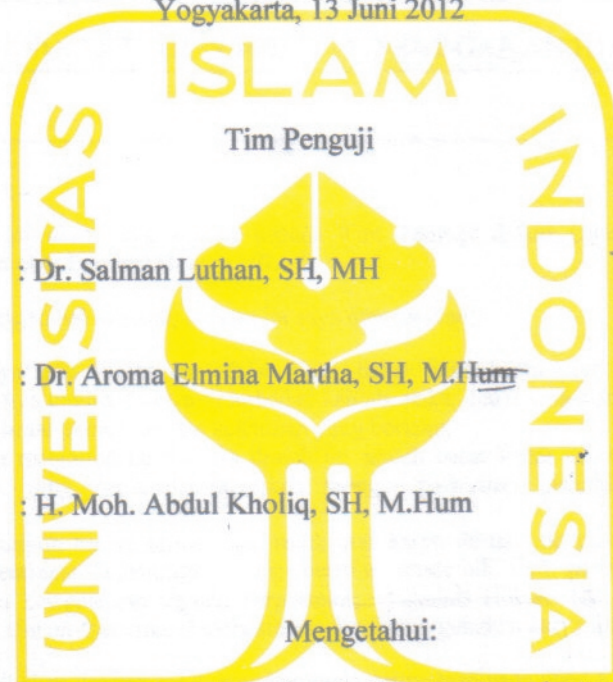 Yogyakarta, 13 Juni 2012
UNIVERSITAS
ISLAM
INDONESIA
Tim Penguji
: Dr. Salman Luthan, SH, MH
: Dr. Aroma Elmina Martha, SH, M.Hum
: H. Moh. Abdul Kholiq, SH, M.Hum
Mengetahui: